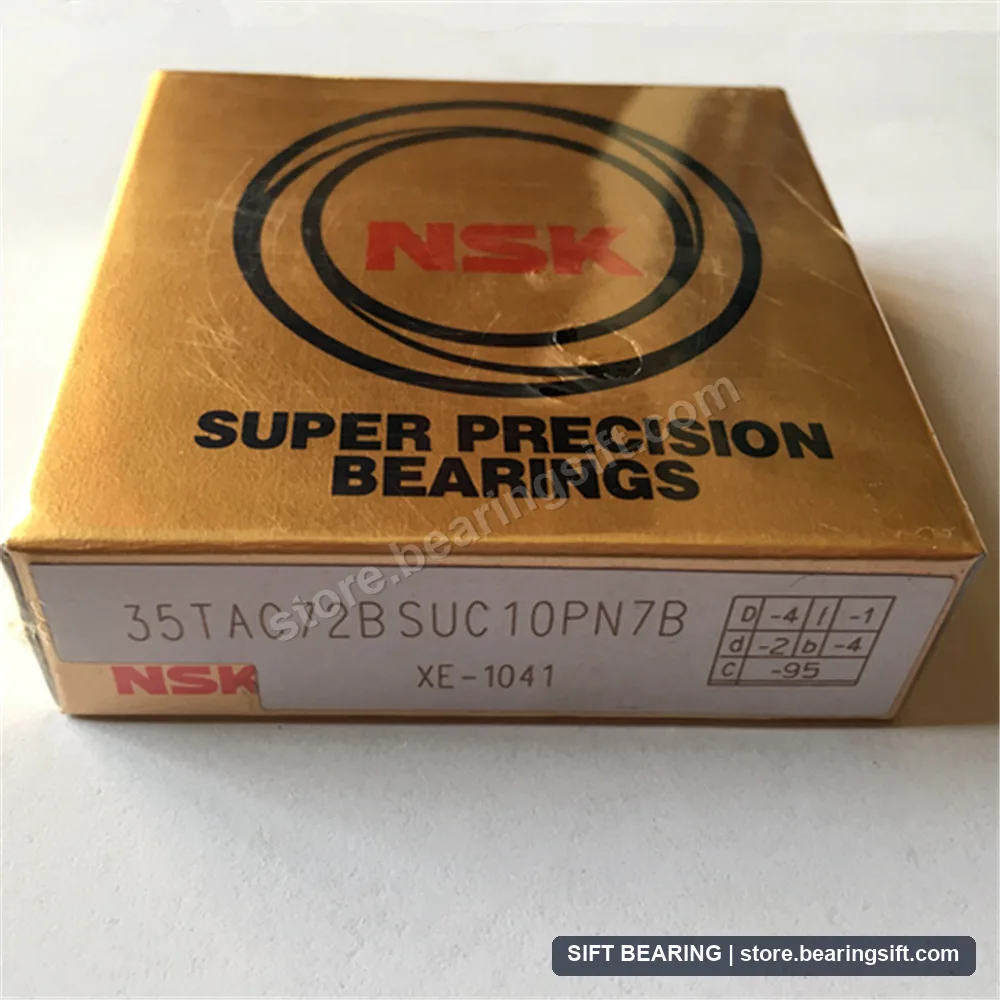 NSK
SUPER PRECISION
BEARINGS
store.bearingsift.com
35TAC72BSUC10PN7B
D -4 f -1
d -2 b -4
C -95
NSK
XE-1041
SIFT BEARING | store.bearingsift.com